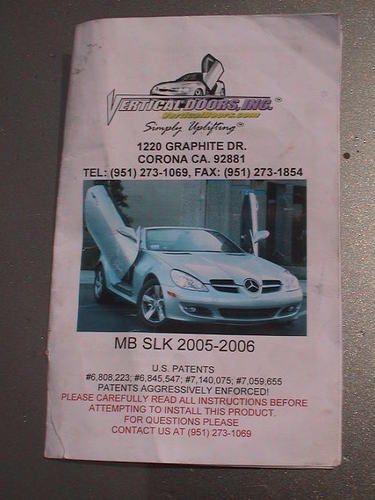 VERTICAL DOORS, INC.™
VerticalDoors.com
Simply Uplifting™
1220 GRAPHITE DR.
CORONA CA. 92881
TEL: (951) 273-1069, FAX: (951) 273-1854
MB SLK 2005-2006
U.S. PATENTS
#6,808,223; #6,845,547; #7,140,075; #7,059,655
PATENTS AGGRESSIVELY ENFORCED!
PLEASE CAREFULLY READ ALL INSTRUCTIONS BEFORE
ATTEMPTING TO INSTALL THIS PRODUCT.
FOR QUESTIONS PLEASE
CONTACT US AT (951) 273-1069